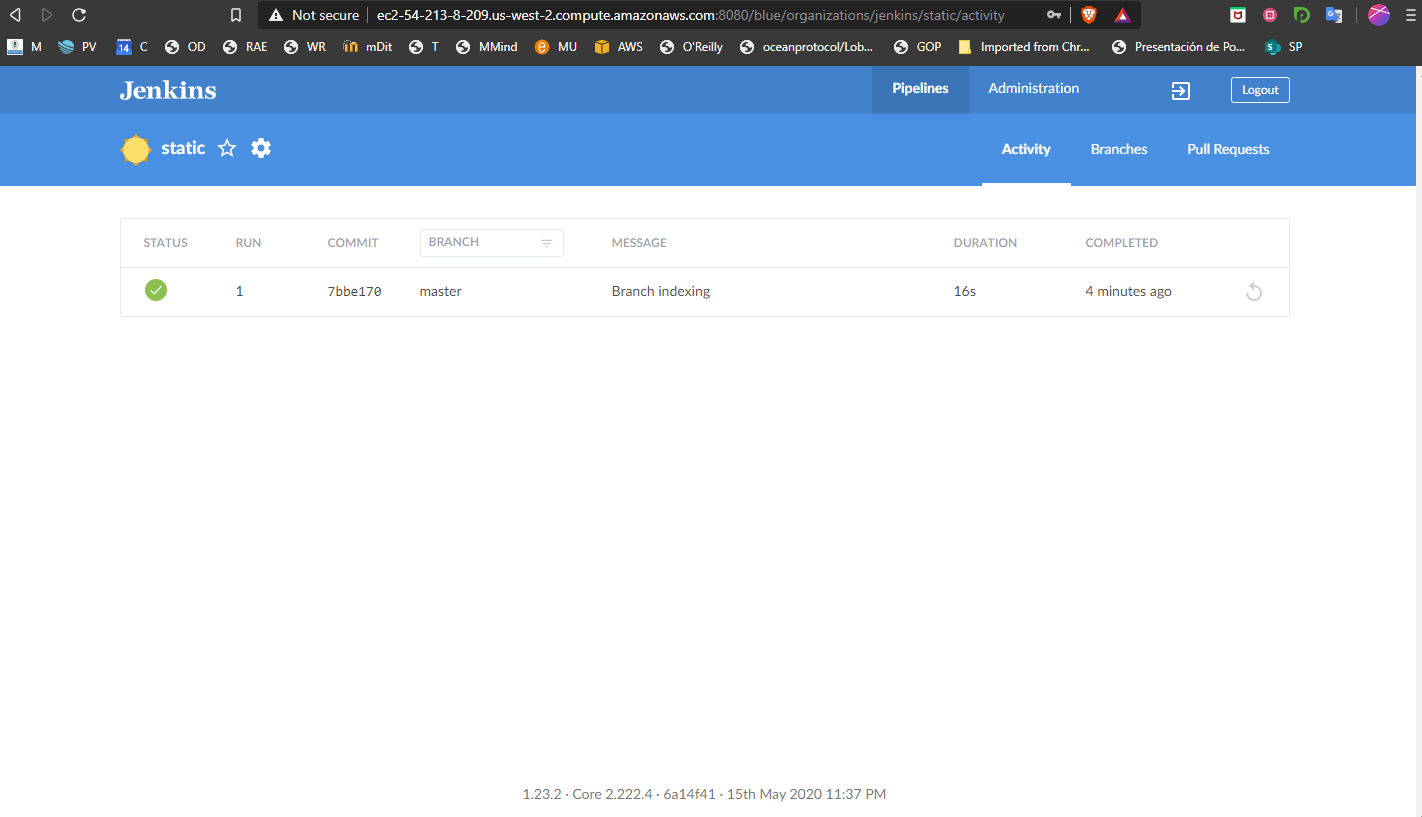 Not secure ec2-54-213-8-209.us-west-2.compute.amazonaws.com:8080/blue/organizations/jenkins/static/activity
M PV 14 C OD RAE WR mDit T MMind MU AWS O'Reilly oceanprotocol/Lob... GOP Imported from Chr... Presentación de Po... SP
Jenkins Pipelines Administration Logout
static Activity Branches Pull Requests
STATUS RUN COMMIT BRANCH MESSAGE DURATION COMPLETED
1 7bbe170 master Branch indexing 16s 4 minutes ago
1.23.2 · Core 2.222.4 · 6a14f41 · 15th May 2020 11:37 PM